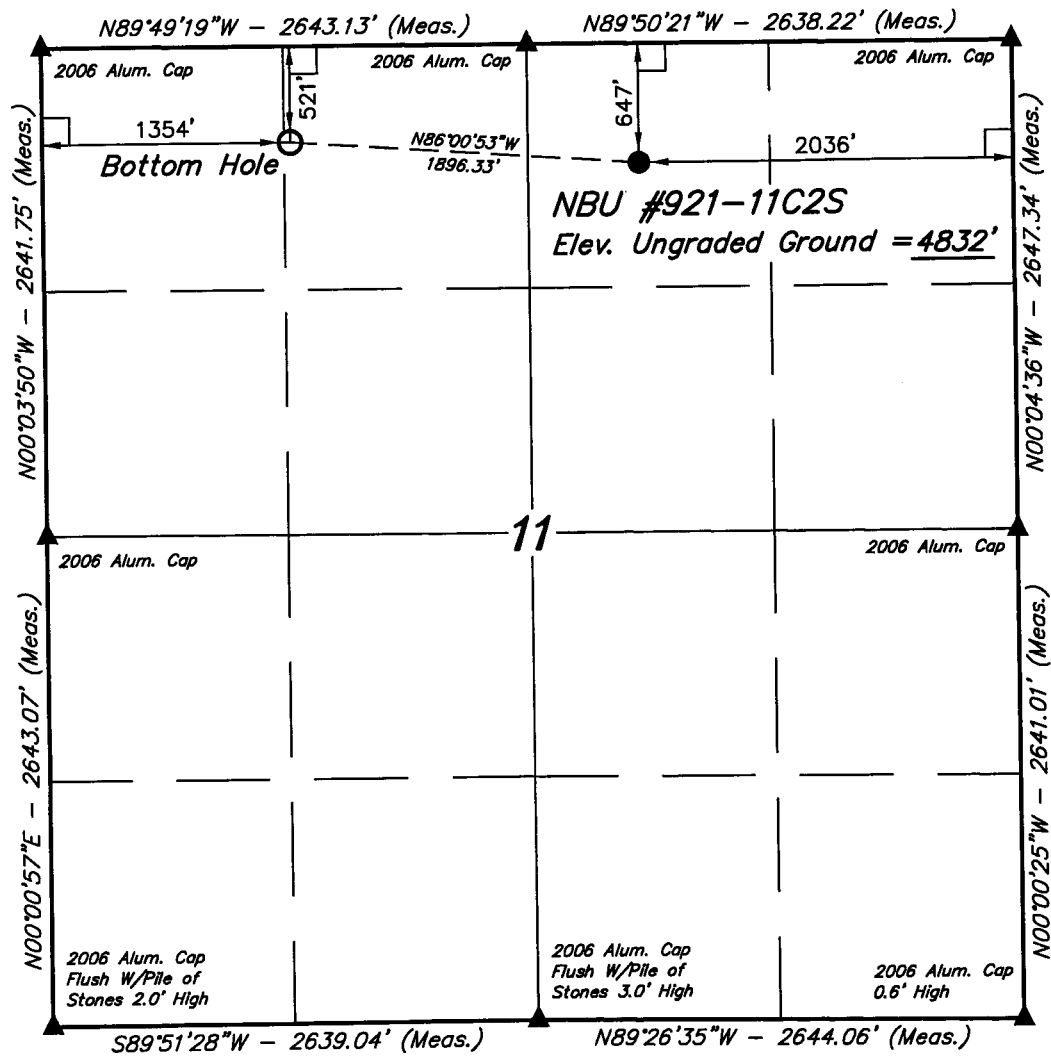 N89°49'19"W - 2643.13' (Meas.)
N89°50'21"W - 2638.22' (Meas.)
2006 Alum. Cap
2006 Alum. Cap
2006 Alum. Cap
521'
647'
1354'
N86°00'53"W
1896.33'
2036'
Bottom Hole
NBU #921-11C2S
Elev. Ungraded Ground = 4832'
N00°03'50"W - 2641.75' (Meas.)
N00°04'36"W - 2647.34' (Meas.)
11
2006 Alum. Cap
2006 Alum. Cap
N00°00'57"E - 2643.07' (Meas.)
N00°00'25"W - 2641.01' (Meas.)
2006 Alum. Cap
Flush W/Pile of
Stones 2.0' High
2006 Alum. Cap
Flush W/Pile of
Stones 3.0' High
2006 Alum. Cap
0.6' High
S89°51'28"W - 2639.04' (Meas.)
N89°26'35"W - 2644.06' (Meas.)